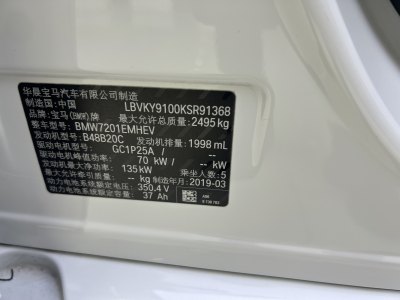 华晨宝马汽车有限公司制造
制造国：中国 LBVKY9100KSR91368
品牌：宝马(BMW)牌 最大允许总质量：2495kg
整车型号：BMW7201EMHEV
发动机型号：B48B20C 发动机排量：1998 mL
驱动电机型号：GC1P25A / --
驱动电机峰值功率：70 kW / -- kW
发动机最大净功率：135kW 乘坐人数：5
最大允许牵引质量：-- kg 制造年月：2019-03
动力电池系统额定电压：350.4V
动力电池系统额定容量：37 Ah